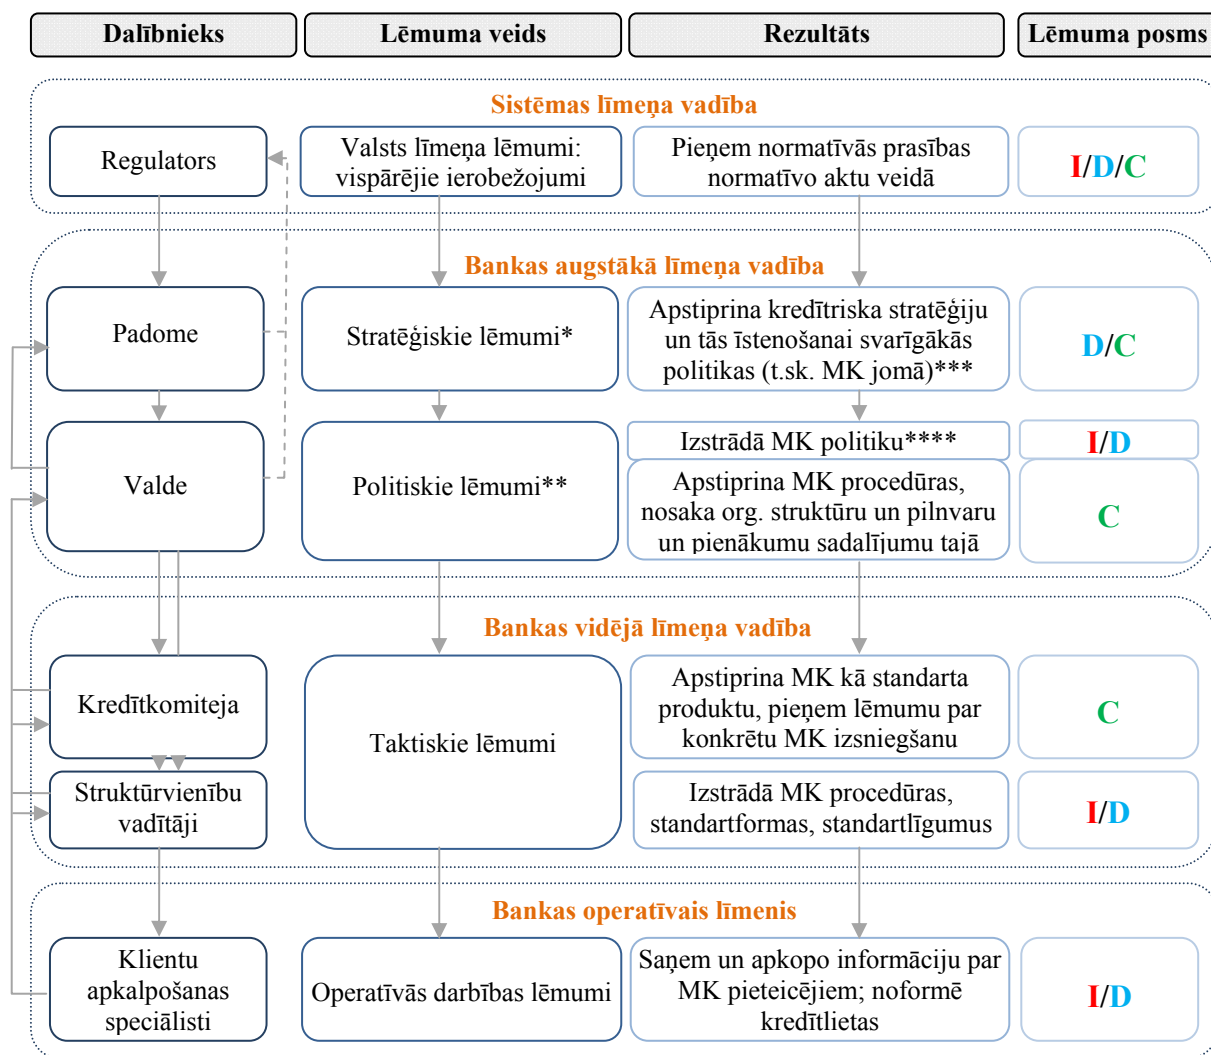 Dalībnieks
Lēmuma veids
Rezultāts
Lēmuma posms
Sistēmas līmeņa vadība
Regulators
Valsts līmeņa lēmumi:
vispārējie ierobežojumi
Pieņem normatīvās prasības
normatīvo aktu veidā
I/D/C
Bankas augstākā līmeņa vadība
Padome
Stratēģiskie lēmumi*
Apstiprina kredītriska stratēģiju
un tās īstenošanai svarīgākās
politikas (t.sk. MK jomā)***
D/C
Valde
Politiskie lēmumi**
Izstrādā MK politiku****
I/D
Apstiprina MK procedūras,
nosaka org. struktūru un pilnvaru
un pienākumu sadalījumu tajā
C
Bankas vidējā līmeņa vadība
Kredītkomiteja
Taktiskie lēmumi
Apstiprina MK kā standarta
produktu, pieņem lēmumu par
konkrētu MK izsniegšanu
C
Struktūrvienību
vadītāji
Izstrādā MK procedūras,
standartformas, standartlīgumus
I/D
Bankas operatīvais līmenis
Klientu
apkalpošanas
speciālisti
Operatīvās darbības lēmumi
Saņem un apkopo informāciju par
MK pieteicējiem; noformē
kredītlietas
I/D